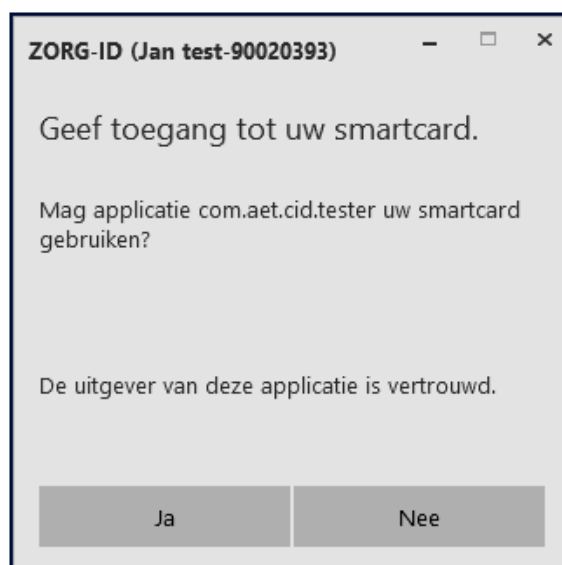 ZORG-ID (Jan test-90020393)
Geef toegang tot uw smartcard.
Mag applicatie com.aet.cid.tester uw smartcard
gebruiken?
De uitgever van deze applicatie is vertrouwd.
Ja
Nee